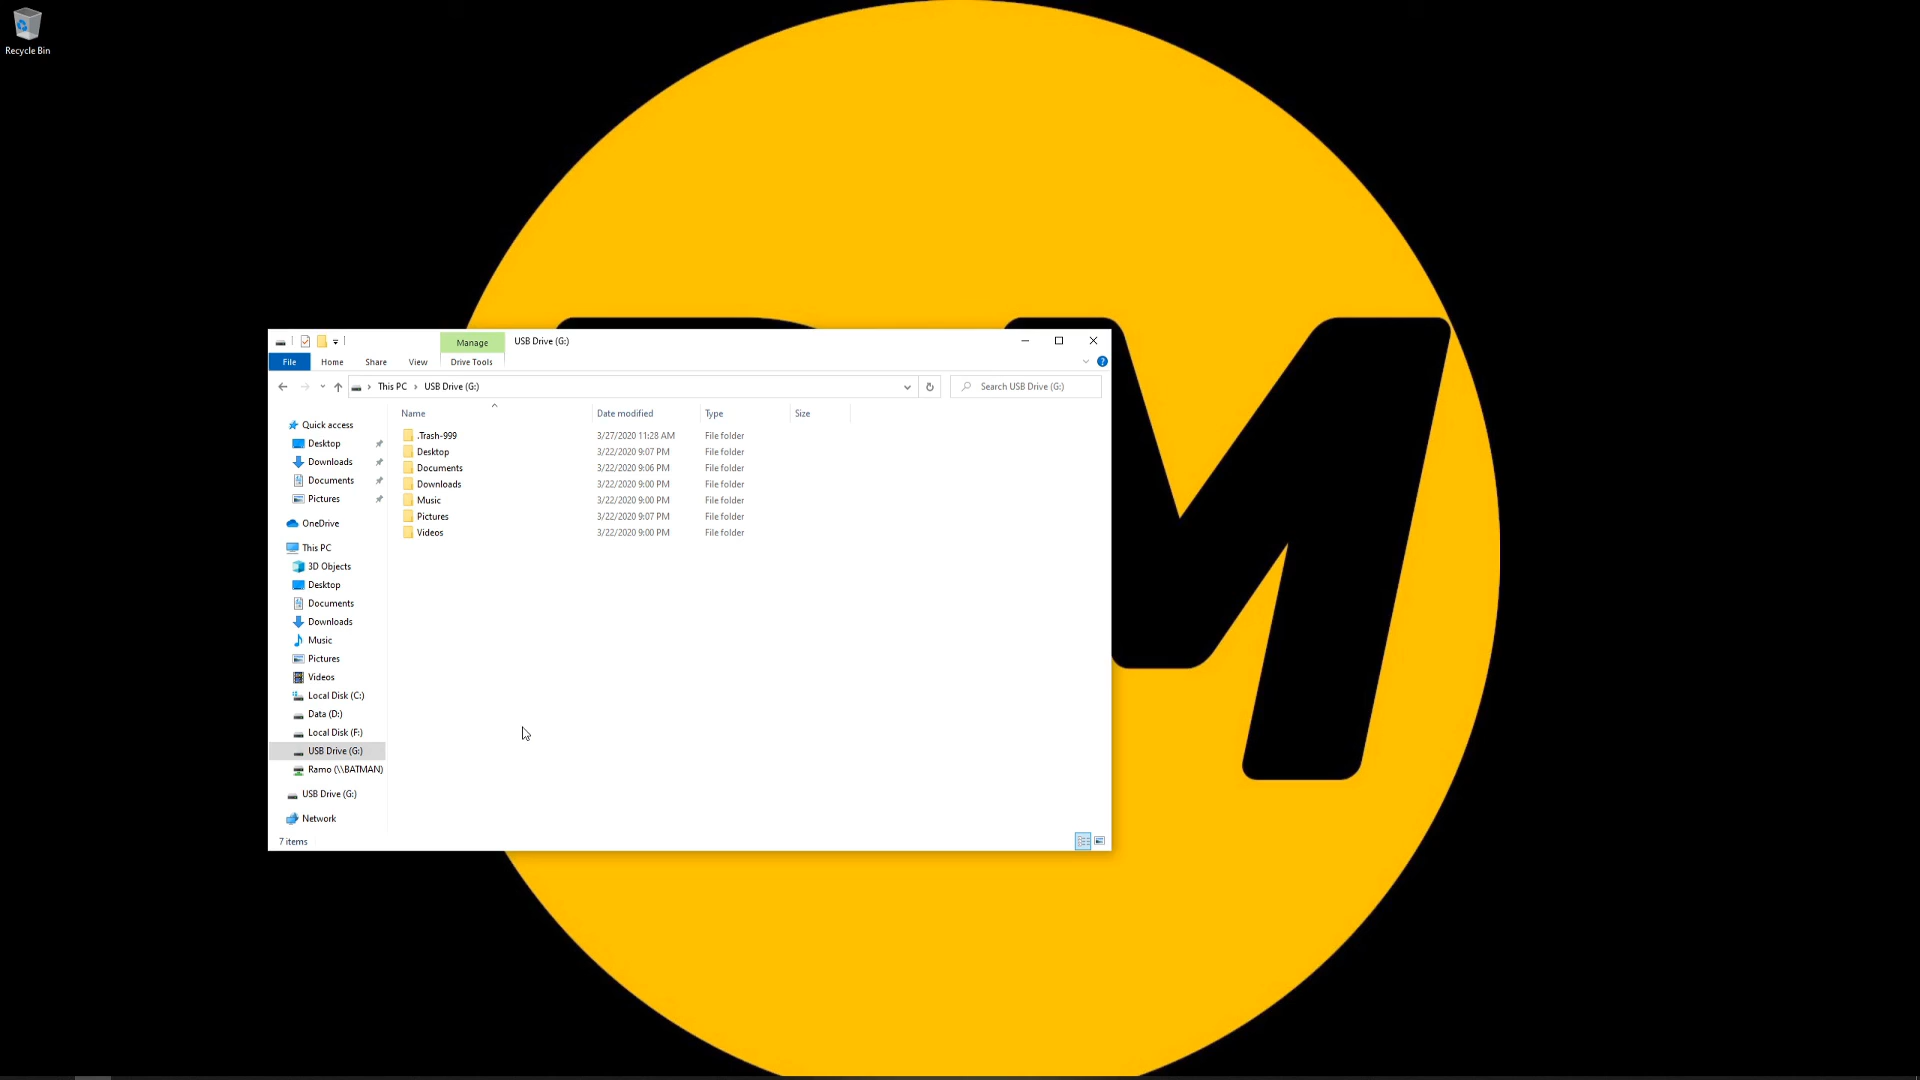 Recycle Bin
Manage
USB Drive (G:)
File
Home
Share
View
Drive Tools
This PC
USB Drive (G:)
Search USB Drive (G:)
Name
Date modified
Type
Size
.Trash-999 3/27/2020 11:28 AM File folder
Desktop 3/22/2020 9:07 PM File folder
Documents 3/22/2020 9:06 PM File folder
Downloads 3/22/2020 9:00 PM File folder
Music 3/22/2020 9:00 PM File folder
Pictures 3/22/2020 9:07 PM File folder
Videos 3/22/2020 9:00 PM File folder
Quick access
Desktop
Downloads
Documents
Pictures
OneDrive
This PC
3D Objects
Desktop
Documents
Downloads
Music
Pictures
Videos
Local Disk (C:)
Data (D:)
Local Disk (F:)
USB Drive (G:)
Ramo (\\BATMAN)
USB Drive (G:)
Network
7 items
M